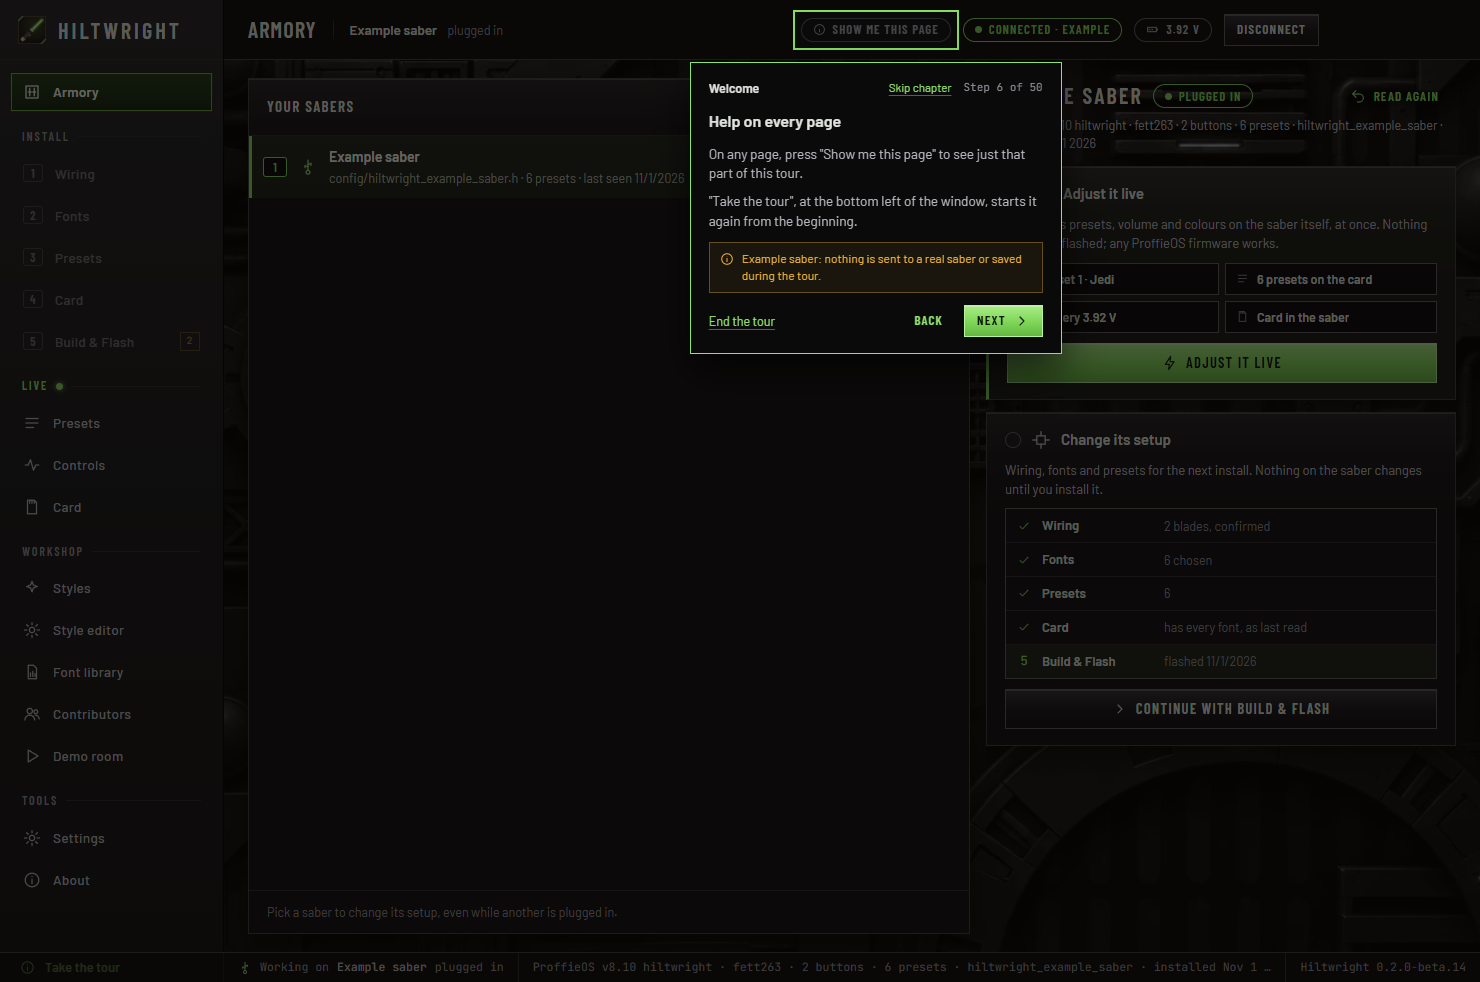 HILTWRIGHT
ARMORY
Example saber plugged in
SHOW ME THIS PAGE
CONNECTED · EXAMPLE
3.92 V
DISCONNECT
Armory
INSTALL
1 Wiring
2 Fonts
3 Presets
4 Card
5 Build & Flash 2
LIVE
Presets
Controls
Card
WORKSHOP
Styles
Style editor
Font library
Contributors
Demo room
TOOLS
Settings
About
Take the tour
YOUR SABERS
1 Example saber
config/hiltwright_example_saber.h · 6 presets · last seen 11/1/2026
Pick a saber to change its setup, even while another is plugged in.
Welcome
Skip chapter
Step 6 of 50
Help on every page
On any page, press "Show me this page" to see just that
part of this tour.
"Take the tour", at the bottom left of the window, starts it
again from the beginning.
Example saber: nothing is sent to a real saber or saved
during the tour.
End the tour
BACK
NEXT
E SABER
PLUGGED IN
READ AGAIN
10 hiltwright · fett263 · 2 buttons · 6 presets · hiltwright_example_saber ·
1 2026
Adjust it live
s presets, volume and colours on the saber itself, at once. Nothing
flashed; any ProffieOS firmware works.
set 1 · Jedi
6 presets on the card
ery 3.92 V
Card in the saber
ADJUST IT LIVE
Change its setup
Wiring, fonts and presets for the next install. Nothing on the saber changes
until you install it.
Wiring 2 blades, confirmed
Fonts 6 chosen
Presets 6
Card has every font, as last read
5 Build & Flash flashed 11/1/2026
CONTINUE WITH BUILD & FLASH
Working on Example saber plugged in
ProffieOS v8.10 hiltwright · fett263 · 2 buttons · 6 presets · hiltwright_example_saber · installed Nov 1 …
Hiltwright 0.2.0-beta.14